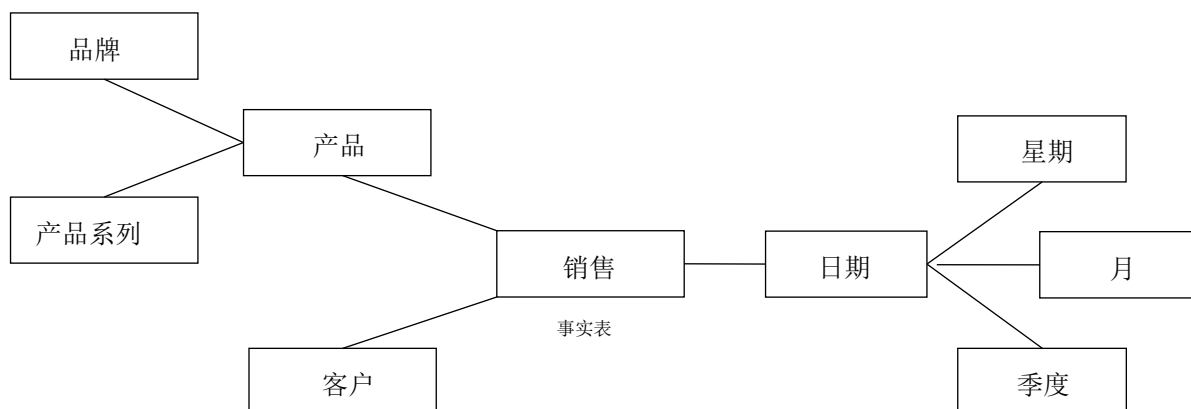 品牌
产品
星期
产品系列
销售
日期
月
事实表
客户
季度